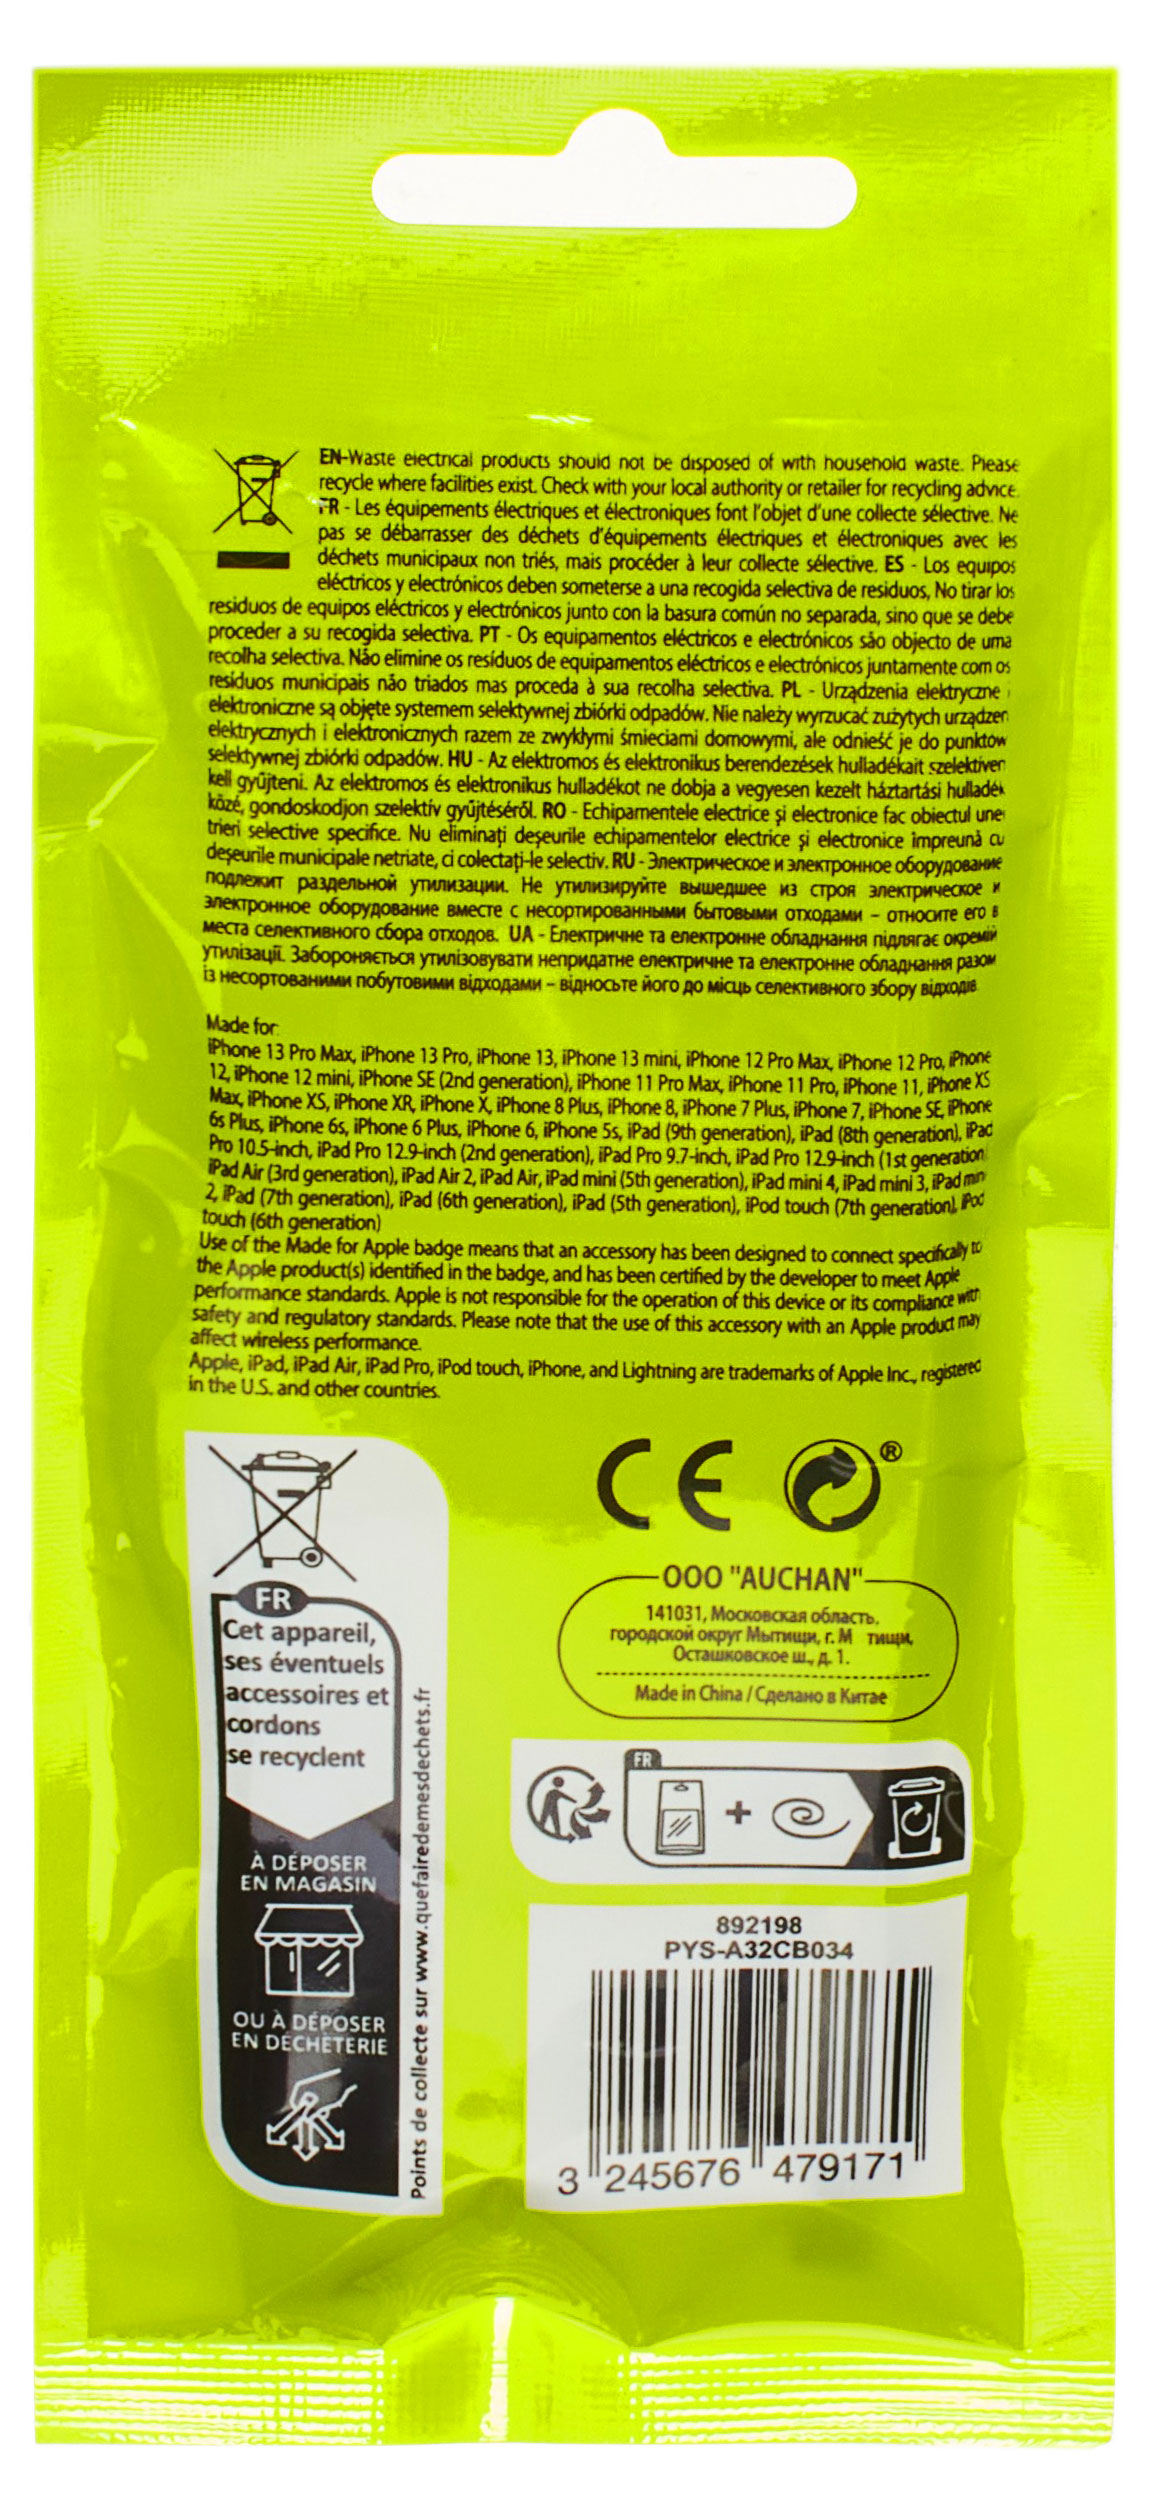 EN-Waste electrical products should not be disposed of with household waste. Please
recycle where facilities exist. Check with your local authority or retailer for recycling advice.
FR - Les équipements électriques et électroniques font l'objet d'une collecte sélective. Ne
pas se débarrasser des déchets d'équipements électriques et électroniques avec les
déchets municipaux non triés, mais procéder à leur collecte sélective. ES - Los equipos
eléctricos y electrónicos deben someterse a una recogida selectiva de residuos, No tirar los
residuos de equipos eléctricos y electrónicos junto con la basura común no separada, sino que se debe
proceder a su recogida selectiva. PT - Os equipamentos eléctricos e electrónicos são objecto de uma
recolha selectiva. Não elimine os resíduos de equipamentos eléctricos e electrónicos juntamente com os
resíduos municipais não triados mas proceda à sua recolha selectiva. PL - Urządzenia elektryczne i
elektroniczne są objęte systemem selektywnej zbiórki odpadów. Nie należy wyrzucać zużytych urządzeń
elektrycznych i elektronicznych razem ze zwykłymi śmieciami domowymi, ale odnieść je do punktów
selektywnej zbiórki odpadów. HU - Az elektromos és elektronikus berendezések hulladékait szelektíven
kell gyűjteni. Az elektromos és elektronikus hulladékot ne dobja a vegyesen kezelt háztartási hulladék
közé, gondoskodjon szelektív gyűjtéséről. RO - Echipamentele electrice şi electronice fac obiectul unei
trieri selective specifice. Nu eliminaţi deşeurile echipamentelor electrice şi electronice împreună cu
deşeurile municipale netriate, ci colectaţi-le selectiv. RU - Электрическое и электронное оборудование
подлежит раздельной утилизации. Не утилизируйте вышедшее из строя электрическое и
электронное оборудование вместе с несортированными бытовыми отходами – относите его в
места селективного сбора отходов. UA - Електричне та електронне обладнання підлягає окремій
утилізації. Забороняється утилізовувати непридатне електричне та електронне обладнання разом
із несортованими побутовими відходами – відносьте його до місць селективного збору відходів.
Made for:
iPhone 13 Pro Max, iPhone 13 Pro, iPhone 13, iPhone 13 mini, iPhone 12 Pro Max, iPhone 12 Pro, iPhone
12, iPhone 12 mini, iPhone SE (2nd generation), iPhone 11 Pro Max, iPhone 11 Pro, iPhone 11, iPhone XS
Max, iPhone XS, iPhone XR, iPhone X, iPhone 8 Plus, iPhone 8, iPhone 7 Plus, iPhone 7, iPhone SE, iPhone
6s Plus, iPhone 6s, iPhone 6 Plus, iPhone 6, iPhone 5s, iPad (9th generation), iPad (8th generation), iPad
Pro 10.5-inch, iPad Pro 12.9-inch (2nd generation), iPad Pro 9.7-inch, iPad Pro 12.9-inch (1st generation
iPad Air (3rd generation), iPad Air 2, iPad Air, iPad mini (5th generation), iPad mini 4, iPad mini 3, iPad mini
2, iPad (7th generation), iPad (6th generation), iPad (5th generation), iPod touch (7th generation), iPod
touch (6th generation)
Use of the Made for Apple badge means that an accessory has been designed to connect specifically to
the Apple product(s) identified in the badge, and has been certified by the developer to meet Apple
performance standards. Apple is not responsible for the operation of this device or its compliance with
safety and regulatory standards. Please note that the use of this accessory with an Apple product may
affect wireless performance.
Apple, iPad, iPad Air, iPad Pro, iPod touch, iPhone, and Lightning are trademarks of Apple Inc., registered
in the U.S. and other countries.
CE ®
FR
Cet appareil,
ses éventuels
accessoires et
cordons
se recyclent
À DÉPOSER
EN MAGASIN
OU À DÉPOSER
EN DÉCHÈTERIE
Points de collecte sur www.quefairedemesdechets.fr
OOO "AUCHAN"
141031, Московская область,
городской округ Мытищи, г. М тищи,
Осташковское ш., д. 1.
Made in China / Сделано в Китае
FR
+
892198
PYS-A32CB034
3 245676 479171